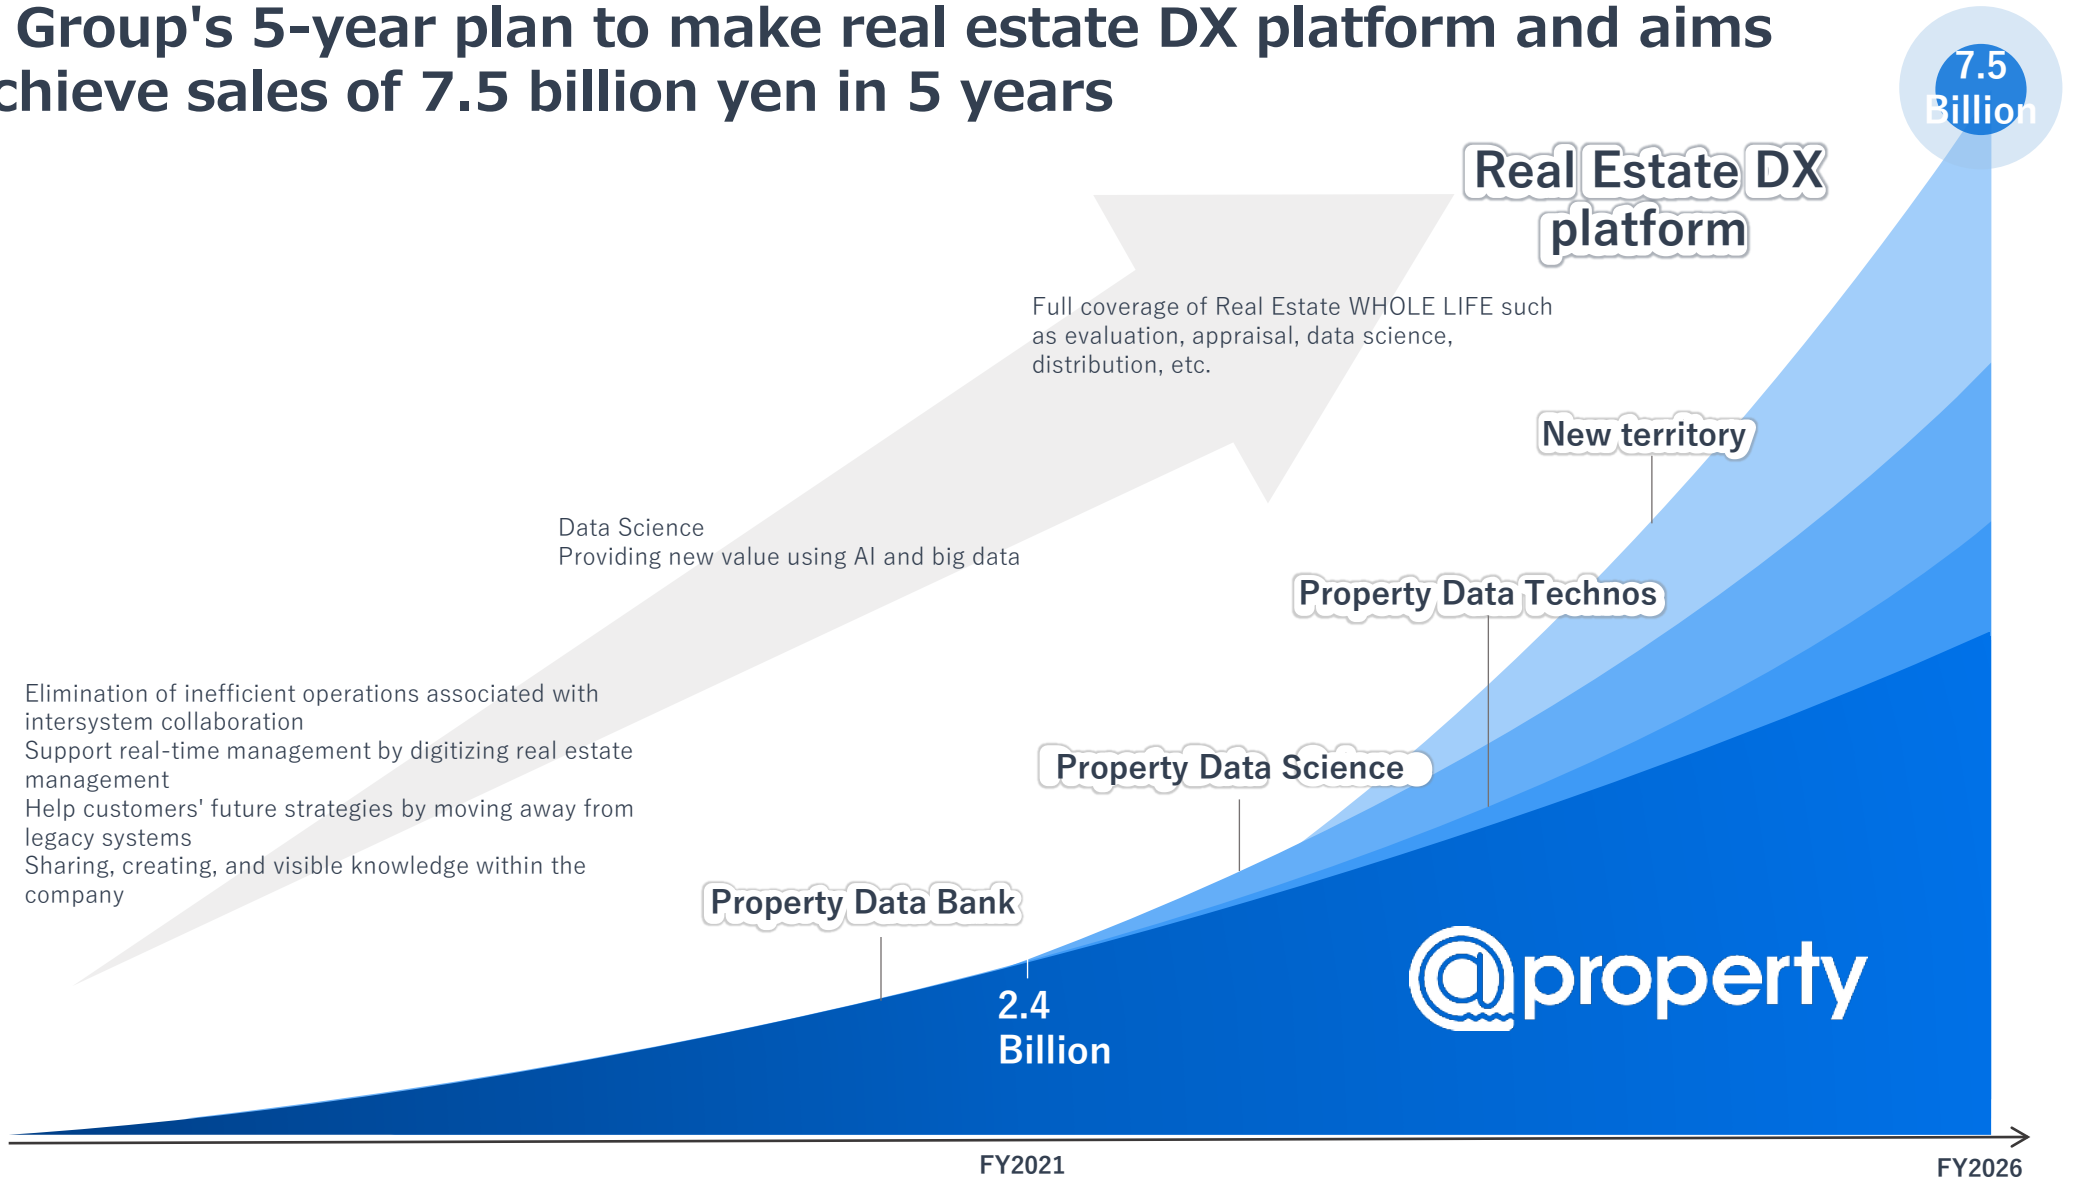 Group's 5-year plan to make real estate DX platform and aims
chieve sales of 7.5 billion yen in 5 years
7.5
Billion
Real Estate DX
platform
Full coverage of Real Estate WHOLE LIFE such
as evaluation, appraisal, data science,
distribution, etc.
New territory
Data Science
Providing new value using AI and big data
Property Data Technos
Elimination of inefficient operations associated with
intersystem collaboration
Support real-time management by digitizing real estate
management
Help customers' future strategies by moving away from
legacy systems
Sharing, creating, and visible knowledge within the
company
Property Data Science
Property Data Bank
@property
2.4
Billion
FY2021
FY2026